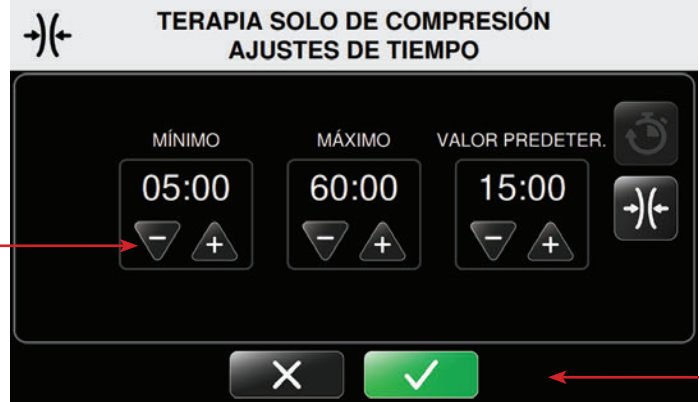 TERAPIA SOLO DE COMPRESIÓN
AJUSTES DE TIEMPO
MÍNIMO MÁXIMO VALOR PREDETER.
05:00 60:00 15:00
− + − + − +